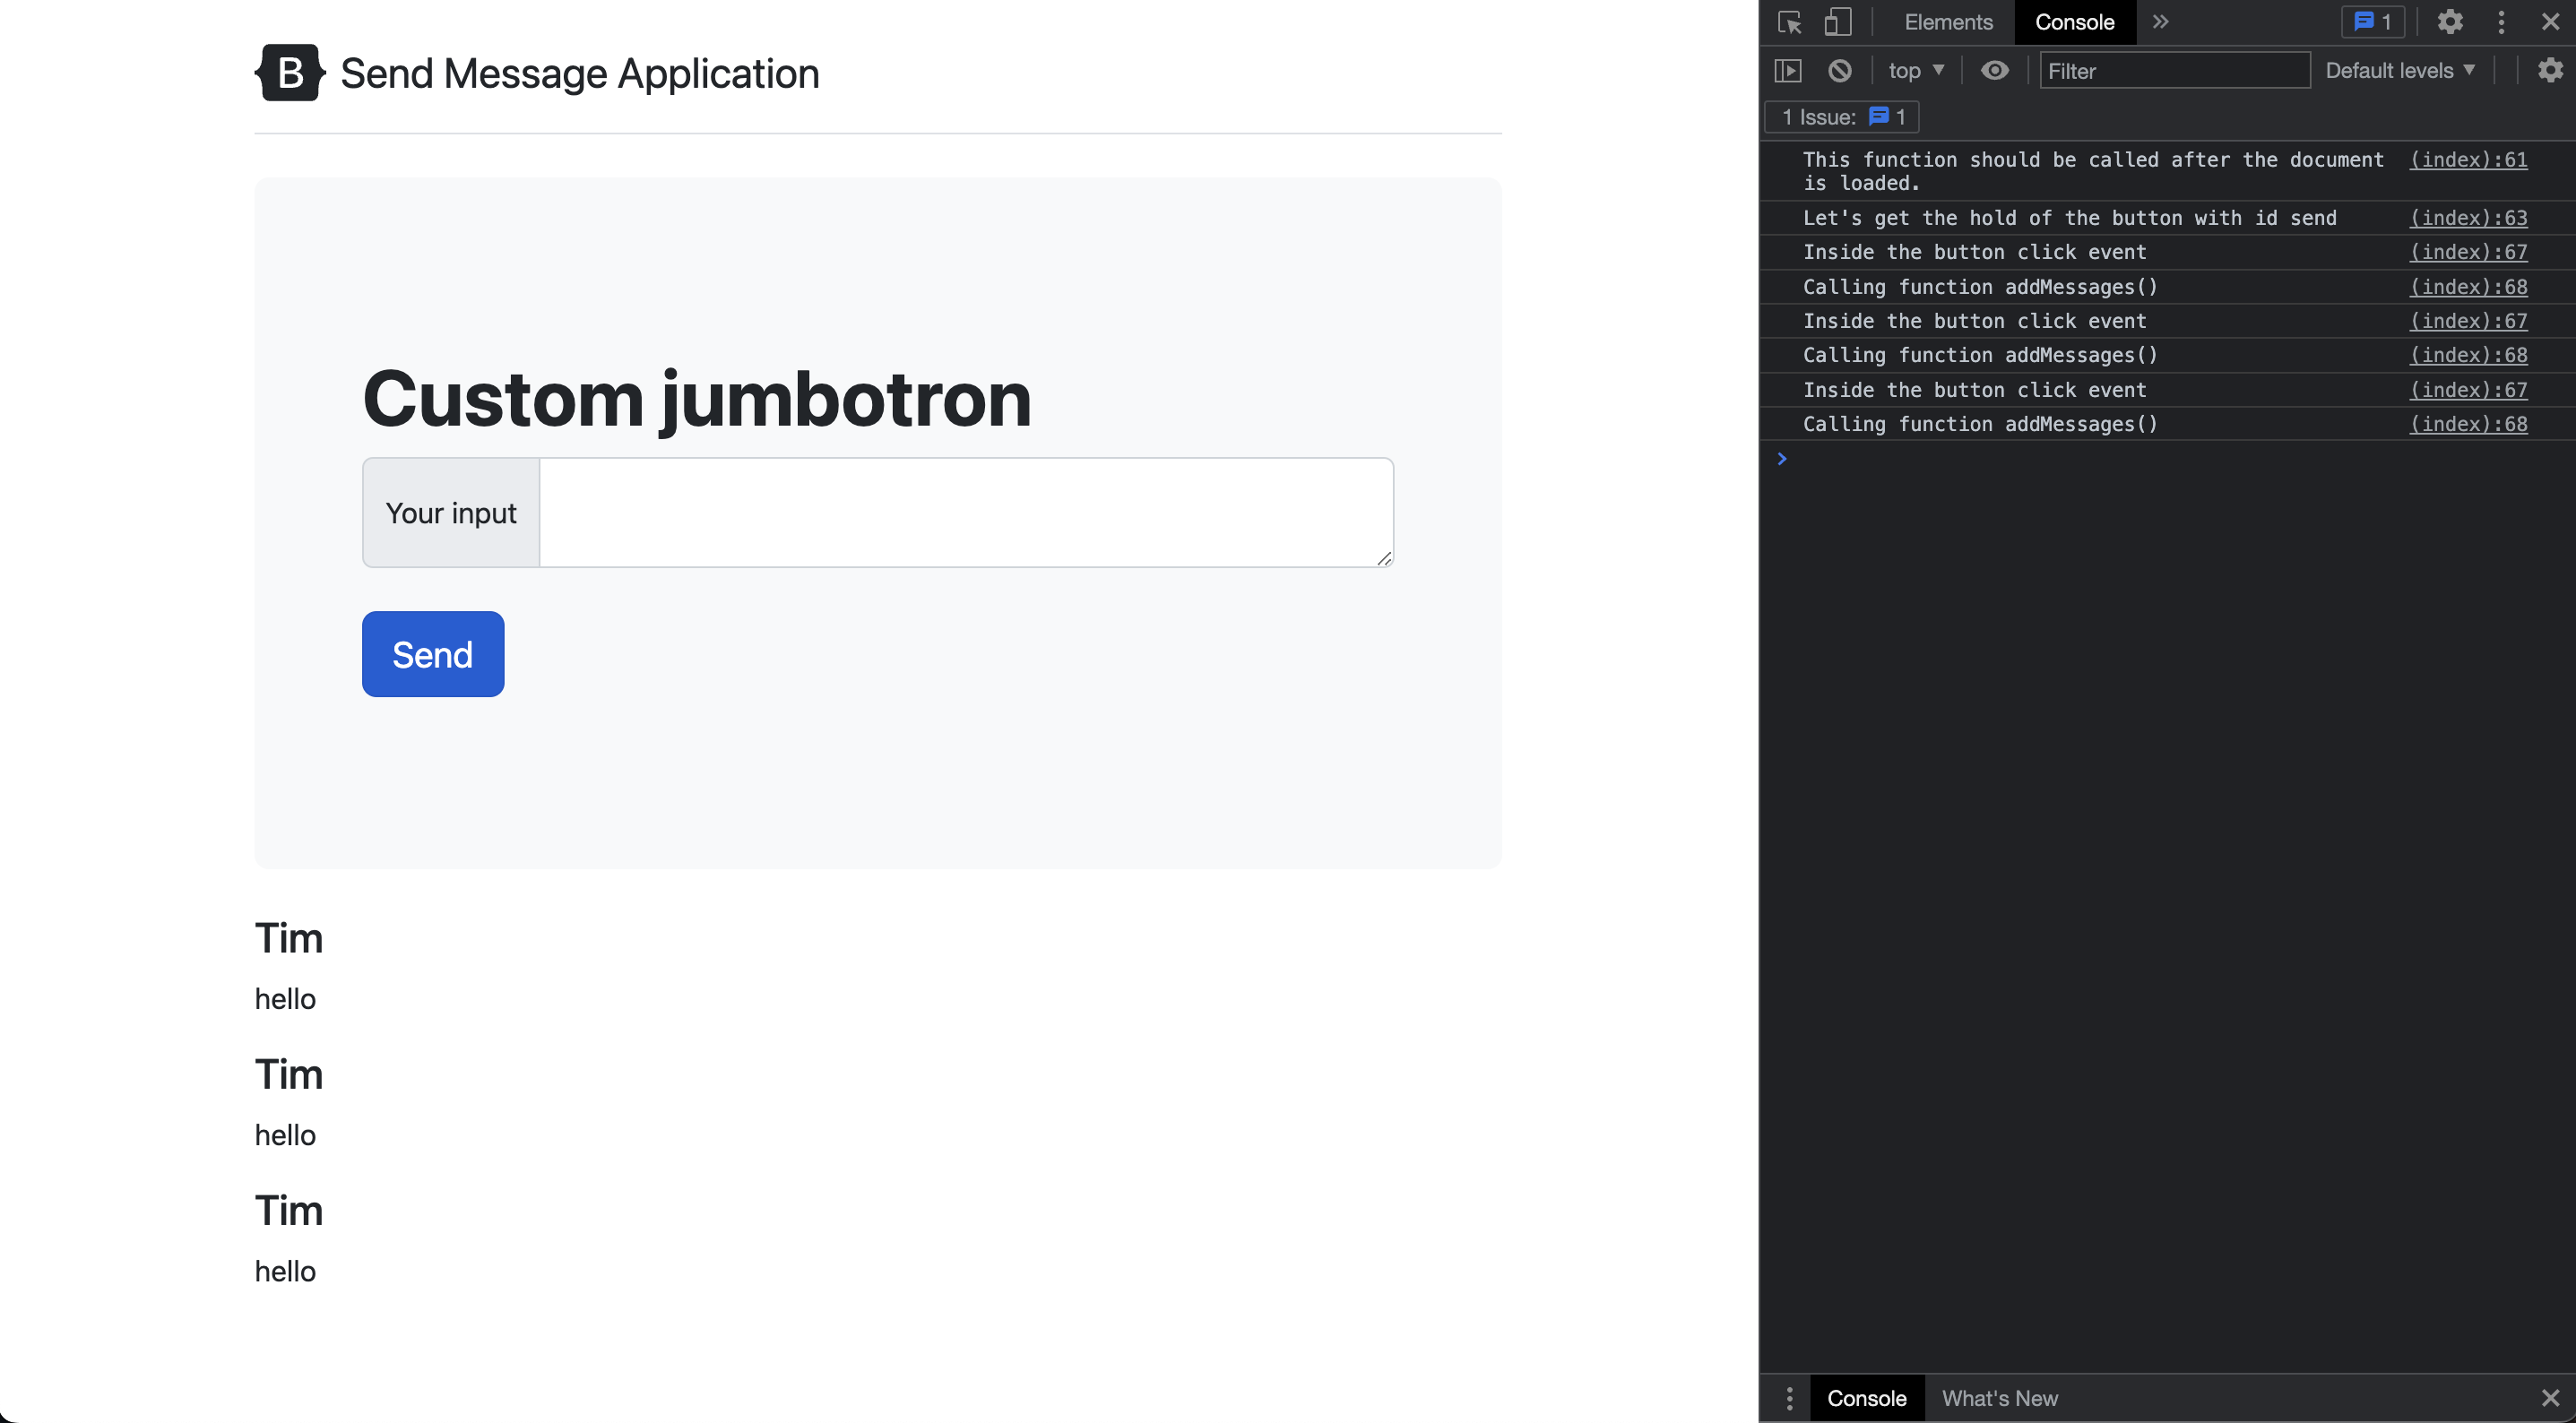 B Send Message Application
Custom jumbotron
Your input
Send
Tim
hello
Tim
hello
Tim
hello
Elements Console 1
top Filter Default levels
1 Issue: 1
This function should be called after the document (index):61
is loaded.
Let's get the hold of the button with id send (index):63
Inside the button click event (index):67
Calling function addMessages() (index):68
Inside the button click event (index):67
Calling function addMessages() (index):68
Inside the button click event (index):67
Calling function addMessages() (index):68
Console What's New